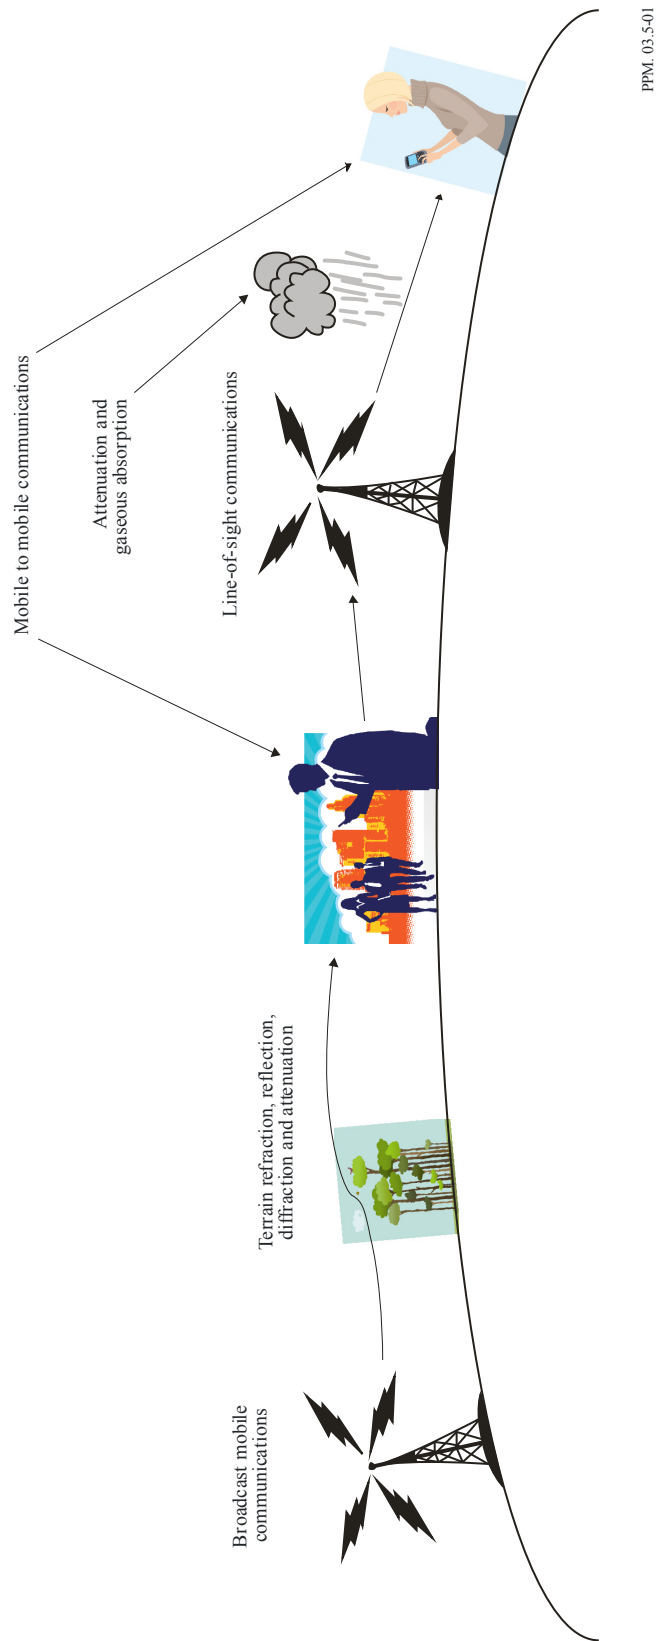 Mobile to mobile communications
Attenuation and
gaseous absorption
Line-of-sight communications
Terrain refraction, reflection,
diffraction and attenuation
Broadcast mobile
communications
PPM. 03.5-01